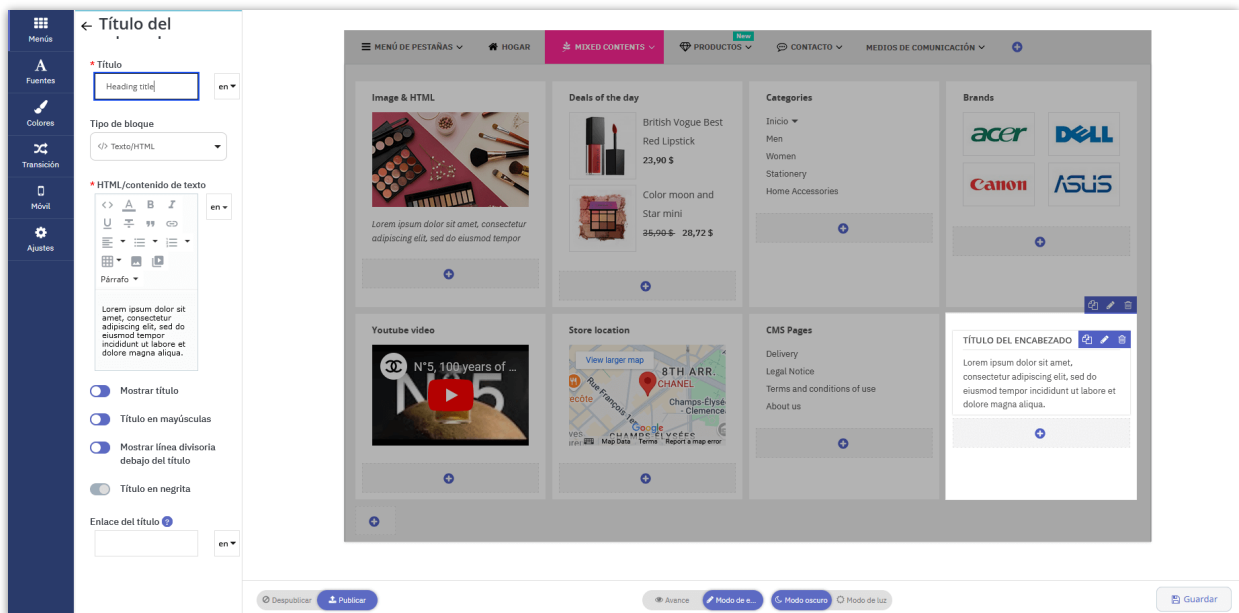 Menús
Fuentes
Colores
Transición
Móvil
Ajustes
← Título del
* Título
Heading title
en
Tipo de bloque
</> Texto/HTML
* HTML/contenido de texto
en
Párrafo
Lorem ipsum dolor sit
amet, consectetur
adipiscing elit, sed do
eiusmod tempor
incididunt ut labore et
dolore magna aliqua.
Mostrar título
Título en mayúsculas
Mostrar línea divisoria
debajo del título
Título en negrita
Enlace del título ?
en
MENÚ DE PESTAÑAS
HOGAR
MIXED CONTENTS
New
PRODUCTOS
CONTACTO
MEDIOS DE COMUNICACIÓN
Image & HTML
Lorem ipsum dolor sit amet, consectetur
adipiscing elit, sed do eiusmod tempor
Deals of the day
British Vogue Best
Red Lipstick
23,90 $
Color moon and
Star mini
35,90 $ 28,72 $
Categories
Inicio
Men
Women
Stationery
Home Accessories
Brands
acer
DELL
Canon
ASUS
Youtube video
N°5, 100 years of ...
N°5
Store location
View larger map
8TH ARR.
CHANEL
Rue François 1er
Champs-Élysé
- Clemence
Google
CHAMPS ELYSÉES
Map Data
Terms
Report a map error
CMS Pages
Delivery
Legal Notice
Terms and conditions of use
About us
TÍTULO DEL ENCABEZADO
Lorem ipsum dolor sit amet,
consectetur adipiscing elit, sed do
eiusmod tempor incididunt ut labore et
dolore magna aliqua.
Despublicar
Publicar
Avance
Modo de e...
Modo oscuro
Modo de luz
Guardar